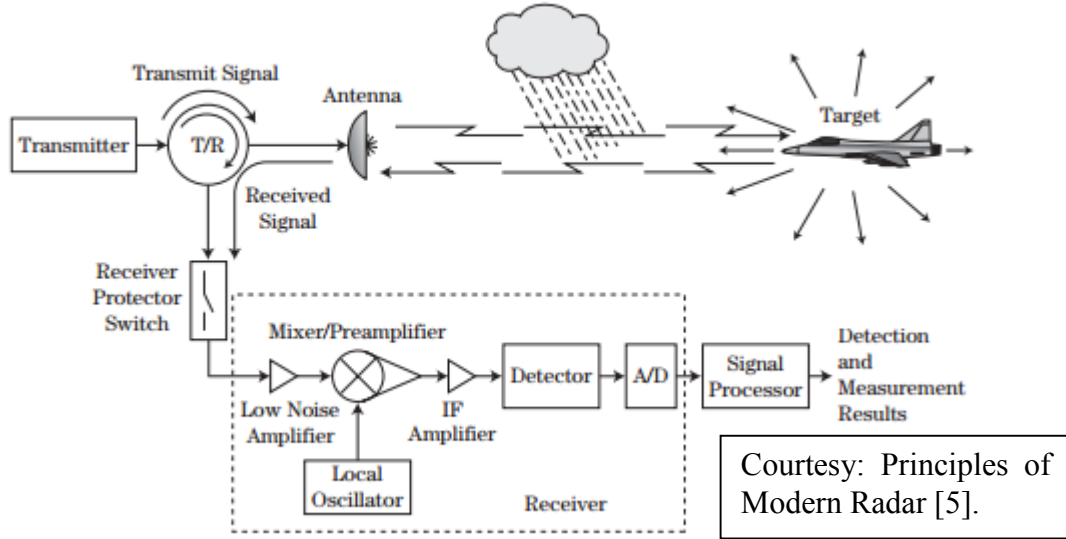 Transmit Signal
Antenna
Target
Transmitter
T/R
Received
Signal
Receiver
Protector
Switch
Mixer/Preamplifier
Detector
A/D
Signal
Processor
Detection
and
Measurement
Results
Low Noise
Amplifier
IF
Amplifier
Local
Oscillator
Receiver
Courtesy: Principles of
Modern Radar [5].